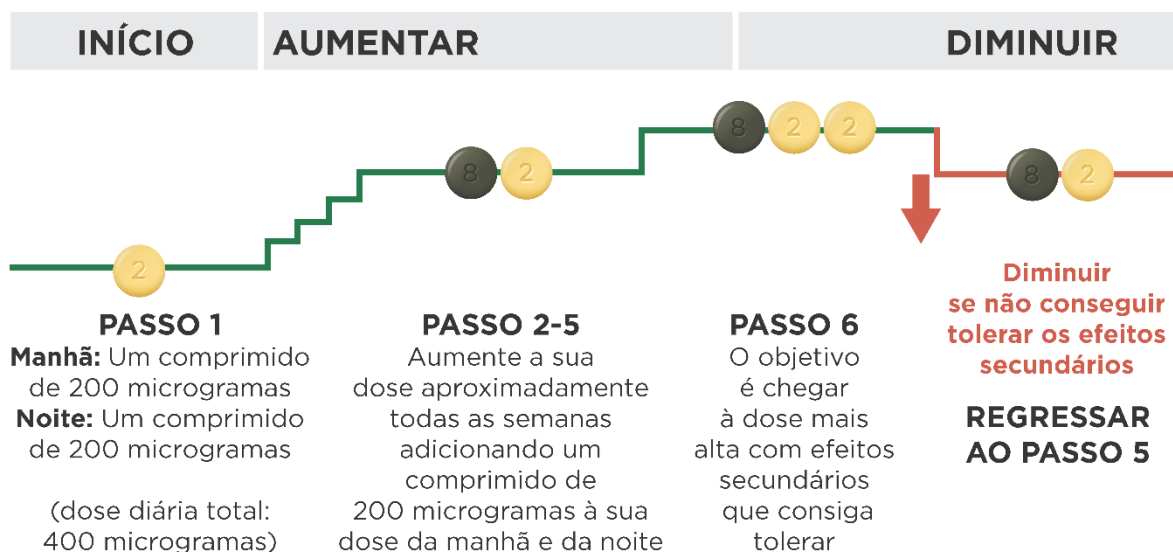 INÍCIO
AUMENTAR
DIMINUIR
2
8 2
8 2 2
8 2
PASSO 1
Manhã: Um comprimido
de 200 microgramas
Noite: Um comprimido
de 200 microgramas
(dose diária total:
400 microgramas)
PASSO 2-5
Aumente a sua
dose aproximadamente
todas as semanas
adicionando um
comprimido de
200 microgramas à sua
dose da manhã e da noite
PASSO 6
O objetivo
é chegar
à dose mais
alta com efeitos
secundários
que consiga
tolerar
Diminuir
se não conseguir
tolerar os efeitos
secundários
REGRESSAR
AO PASSO 5